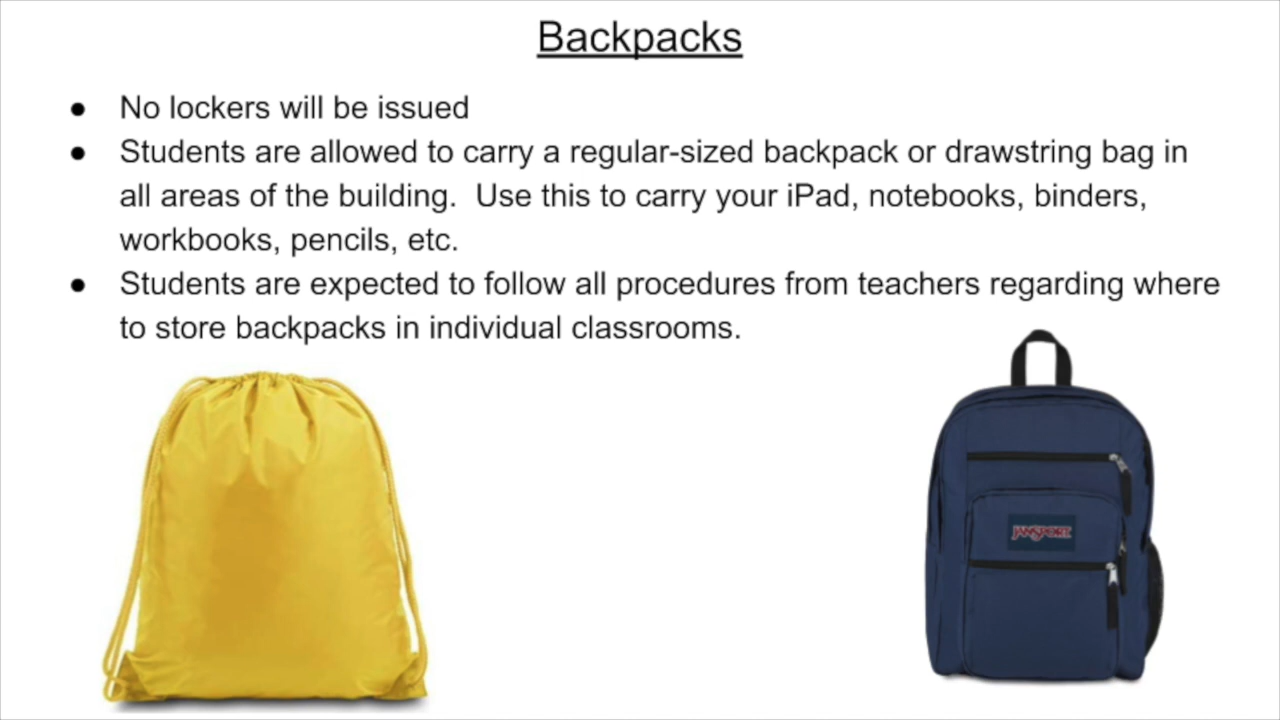 Backpacks
● No lockers will be issued
● Students are allowed to carry a regular-sized backpack or drawstring bag in
all areas of the building.  Use this to carry your iPad, notebooks, binders,
workbooks, pencils, etc.
● Students are expected to follow all procedures from teachers regarding where
to store backpacks in individual classrooms.
JANSPORT